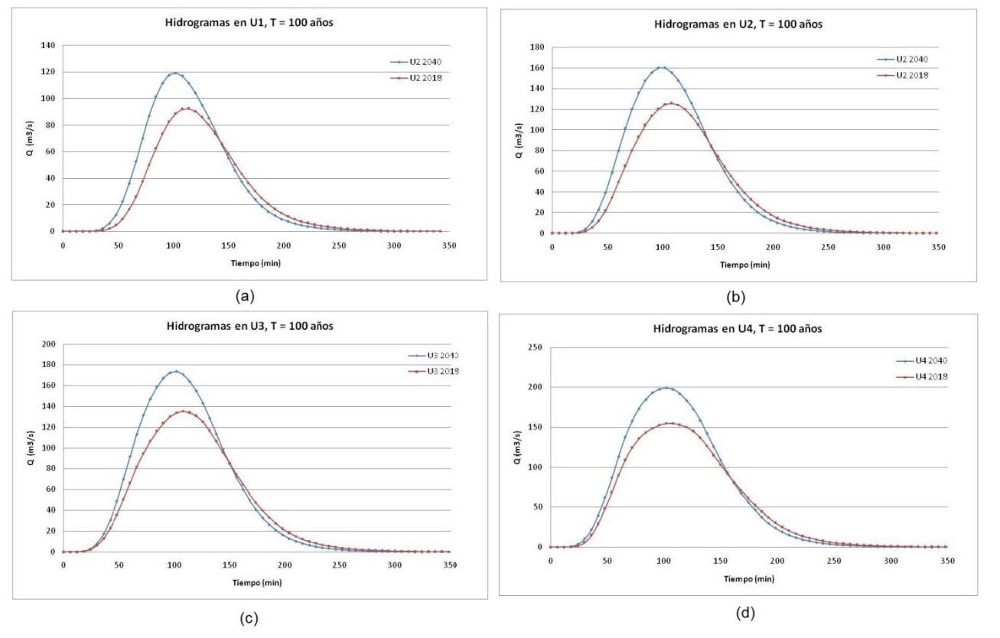 Hidrogramas en U1, T = 100 años
140
120
100
80
60
40
20
0
Q (m3/s)
U2 2040
U2 2018
0 50 100 150 200 250 300 350
Tiempo (min)
(a)
Hidrogramas en U2, T = 100 años
180
160
140
120
100
80
60
40
20
0
Q (m3/s)
U2 2040
U2 2018
0 50 100 150 200 250 300 350
Tiempo (min)
(b)
Hidrogramas en U3, T = 100 años
200
180
160
140
120
100
80
60
40
20
0
Q (m3/s)
U3 2040
U3 2018
0 50 100 150 200 250 300 350
Tiempo (min)
(c)
Hidrogramas en U4, T = 100 años
250
200
150
100
50
0
Q (m3/s)
U4 2040
U4 2018
0 50 100 150 200 250 300 350
Tiempo (min)
(d)